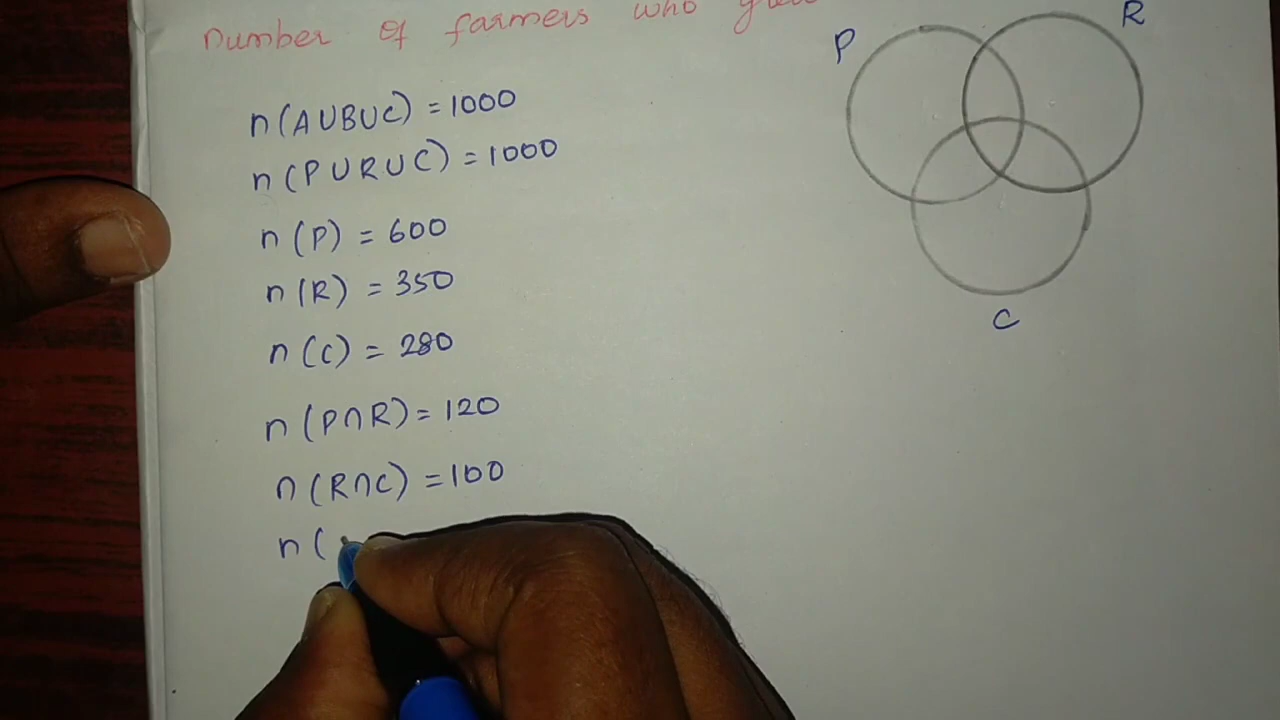 number of farmers who
n(AUBUC) = 1000
n(PURUC) = 1000
n(P) = 600
n(R) = 350
n(C) = 280
n(P∩R) = 120
n(R∩C) = 100
n(
P
R
C